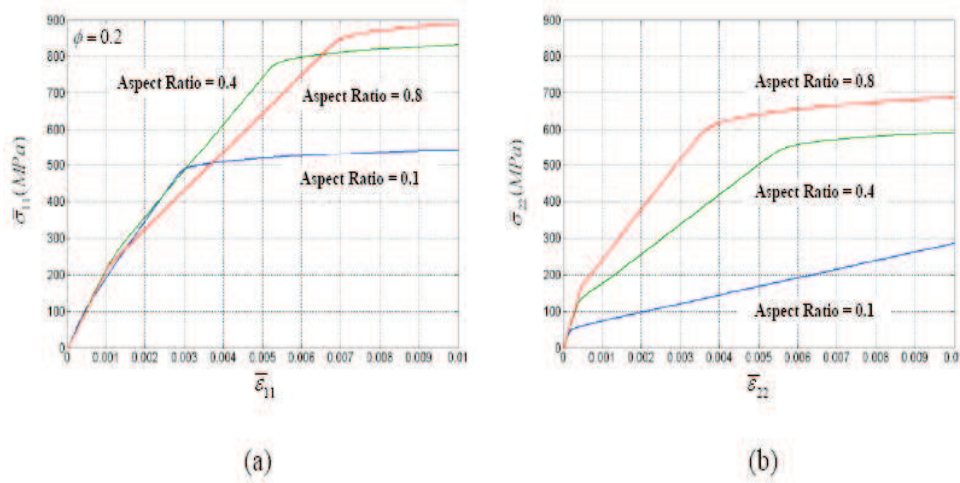 900
800
700
600
500
400
300
200
100
0
ϕ = 0.2
Aspect Ratio = 0.4
Aspect Ratio = 0.8
Aspect Ratio = 0.1
σ̄₁₁ (MPa)
0 0.001 0.002 0.003 0.004 0.005 0.006 0.007 0.008 0.009 0.01
ε̄₁₁
(a)
900
800
700
600
500
400
300
200
100
0
Aspect Ratio = 0.8
Aspect Ratio = 0.4
Aspect Ratio = 0.1
σ̄₂₂ (MPa)
0 0.001 0.002 0.003 0.004 0.005 0.006 0.007 0.008 0.009 0.01
ε̄₂₂
(b)